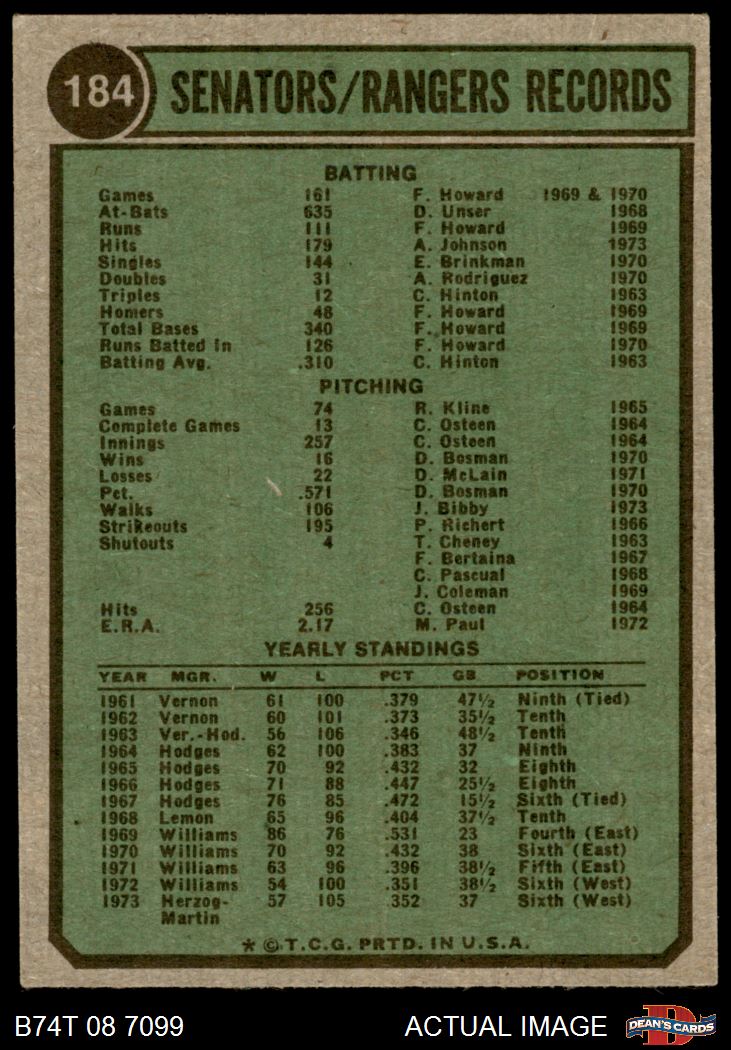 184 SENATORS/RANGERS RECORDS
BATTING
Games 161 F. Howard 1969 & 1970
At-Bats 635 D. Unser 1968
Runs 111 F. Howard 1969
Hits 179 A. Johnson 1973
Singles 144 E. Brinkman 1970
Doubles 31 A. Rodriguez 1970
Triples 12 C. Hinton 1963
Homers 48 F. Howard 1969
Total Bases 340 F. Howard 1969
Runs Batted In 126 F. Howard 1970
Batting Avg. .310 C. Hinton 1963
PITCHING
Games 74 R. Kline 1965
Complete Games 13 C. Osteen 1964
Innings 257 C. Osteen 1964
Wins 16 D. Bosman 1970
Losses 22 D. McLain 1971
Pct. .571 D. Bosman 1970
Walks 106 J. Bibby 1973
Strikeouts 195 P. Richert 1966
Shutouts 4 T. Cheney 1963
F. Bertaina 1967
C. Pascual 1968
J. Coleman 1969
Hits 256 C. Osteen 1964
E.R.A. 2.17 M. Paul 1972
YEARLY STANDINGS
YEAR MGR. W L PCT GB POSITION
1961 Vernon 61 100 .379 47½ Ninth (Tied)
1962 Vernon 60 101 .373 35½ Tenth
1963 Ver.-Hod. 56 106 .346 48½ Tenth
1964 Hodges 62 100 .383 37 Ninth
1965 Hodges 70 92 .432 32 Eighth
1966 Hodges 71 88 .447 25½ Eighth
1967 Hodges 76 85 .472 15½ Sixth (Tied)
1968 Lemon 65 96 .404 37½ Tenth
1969 Williams 86 76 .531 23 Fourth (East)
1970 Williams 70 92 .432 38 Sixth (East)
1971 Williams 63 96 .396 38½ Fifth (East)
1972 Williams 54 100 .351 38½ Sixth (West)
1973 Herzog- 57 105 .352 37 Sixth (West)
Martin
* © T.C.G. PRTD. IN U.S.A.
B74T 08 7099 ACTUAL IMAGE D DEAN'S CARDS